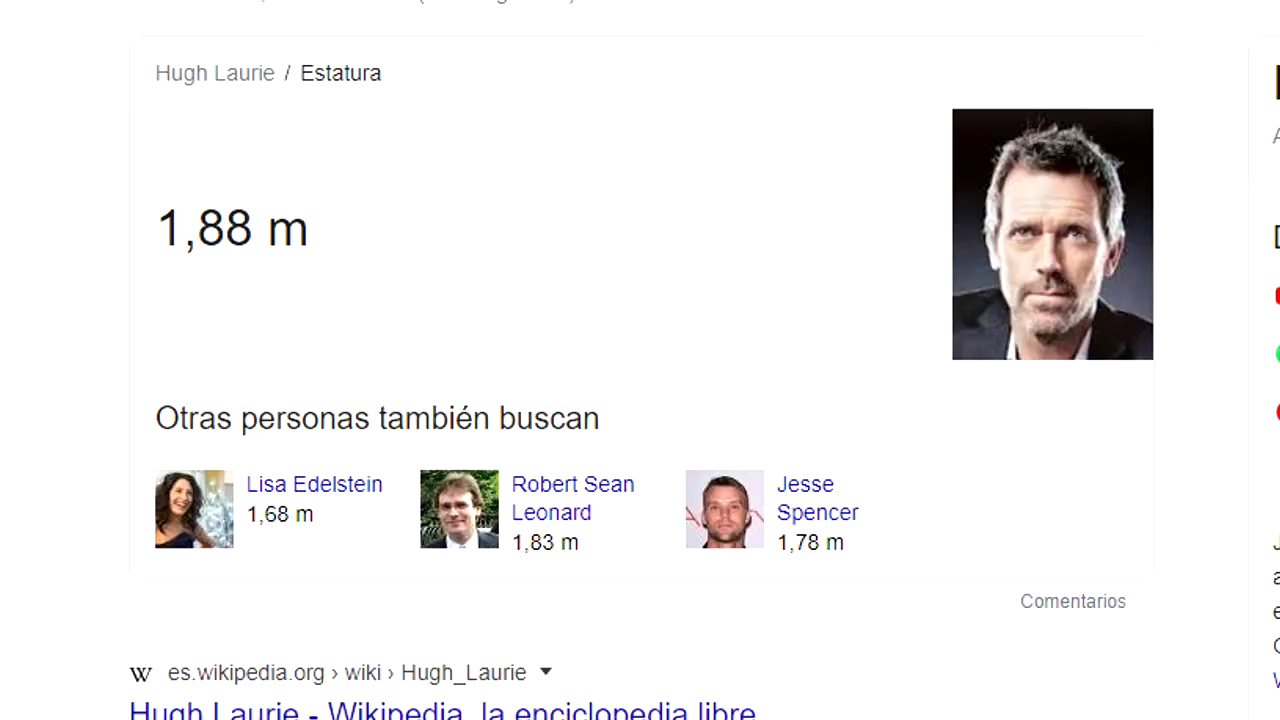 Hugh Laurie / Estatura
1,88 m
Otras personas también buscan
Lisa Edelstein
1,68 m
Robert Sean
Leonard
1,83 m
Jesse
Spencer
1,78 m
Comentarios
W es.wikipedia.org › wiki › Hugh_Laurie
Hugh Laurie - Wikipedia, la enciclopedia libre